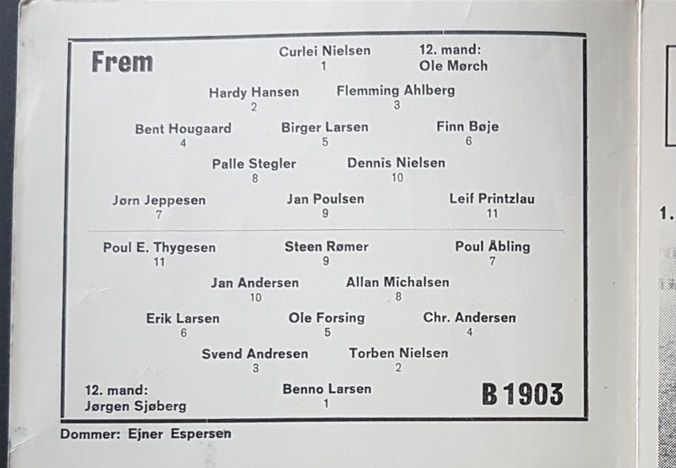 Frem
Curlei Nielsen
1
12. mand:
Ole Mørch
Hardy Hansen
2
Flemming Ahlberg
3
Bent Hougaard
4
Birger Larsen
5
Finn Bøje
6
Palle Stegler
8
Dennis Nielsen
10
Jørn Jeppesen
7
Jan Poulsen
9
Leif Printzlau
11
Poul E. Thygesen
11
Steen Rømer
9
Poul Åbling
7
Jan Andersen
10
Allan Michalsen
8
Erik Larsen
6
Ole Forsing
5
Chr. Andersen
4
Svend Andresen
3
Torben Nielsen
2
12. mand:
Jørgen Sjøberg
Benno Larsen
1
B 1903
Dommer: Ejner Espersen
1.